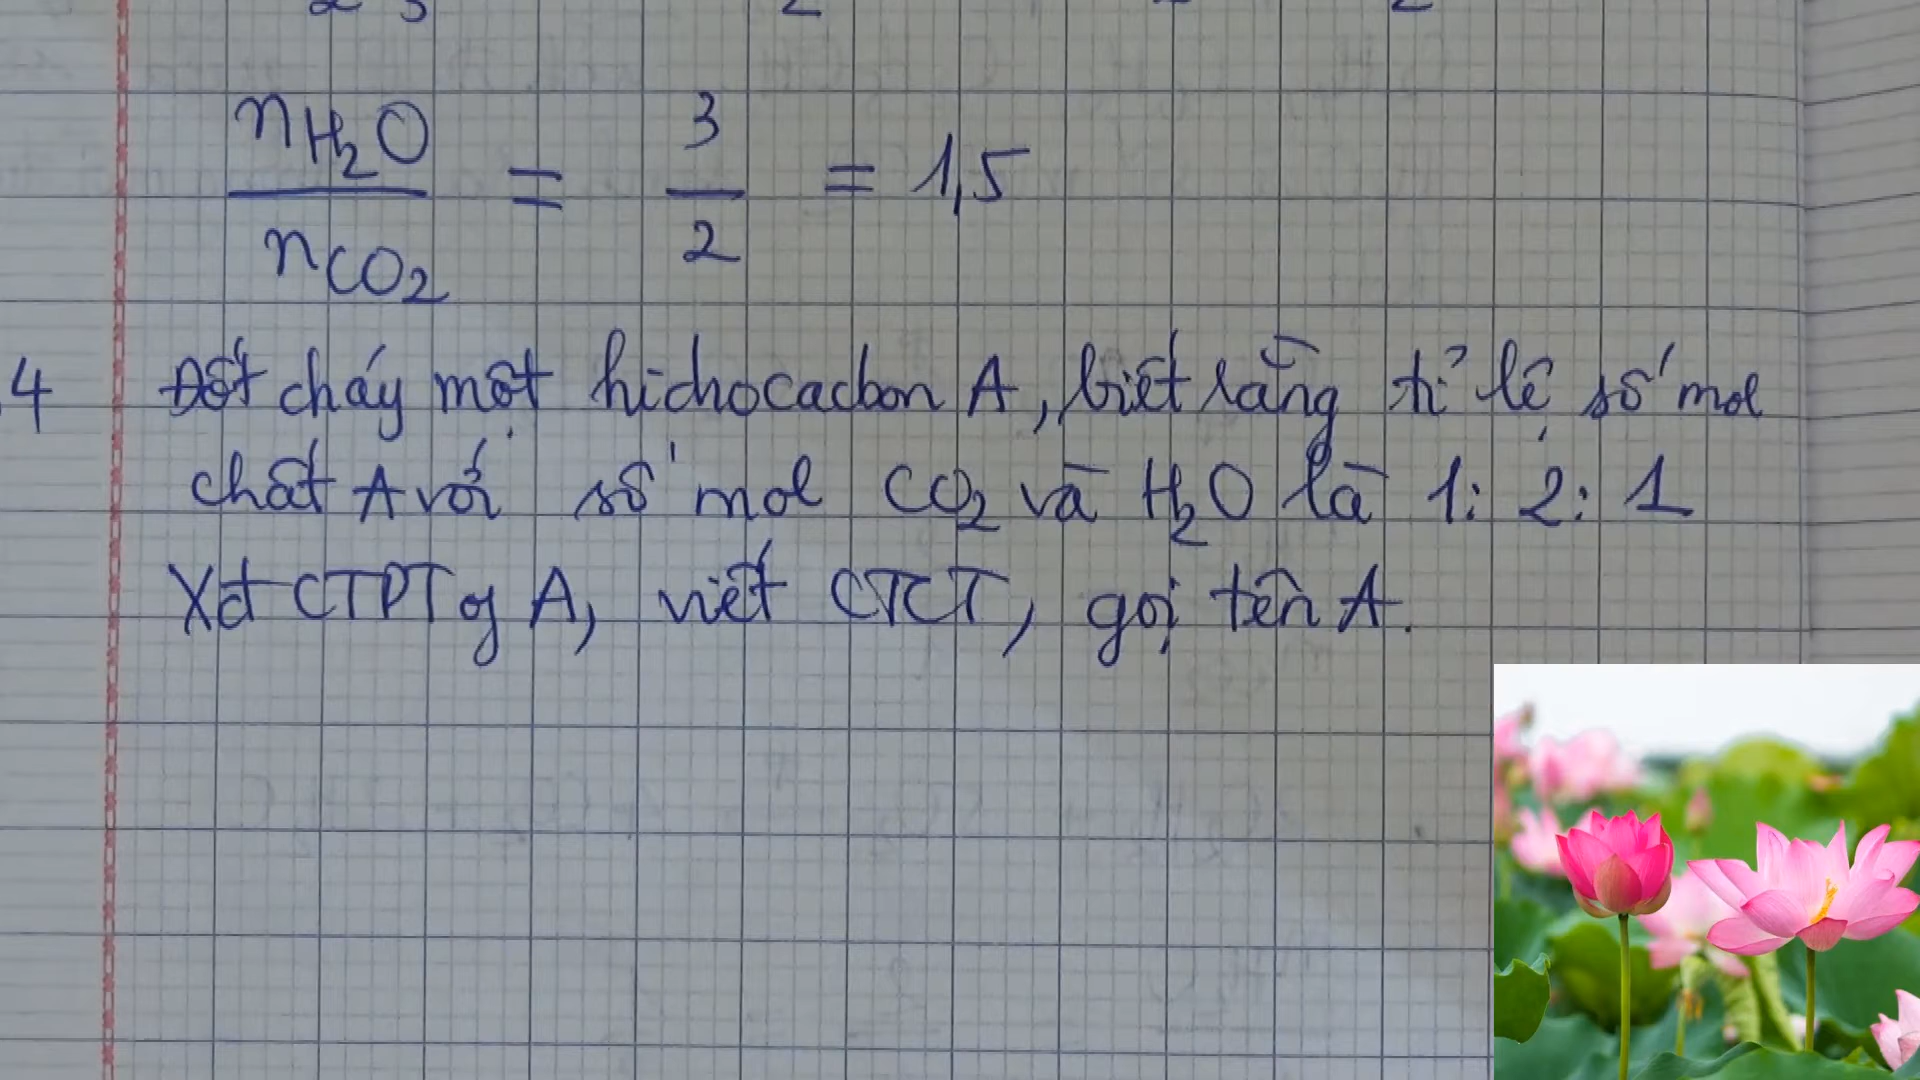 nH₂O / nCO₂ = 3 / 2 = 1,5
4 Đốt cháy một hiđrocacbon A, biết rằng tỉ lệ số mol
chất A với số mol CO₂ và H₂O là 1: 2: 1
Xđ CTPT of A, viết CTCT, gọi tên A.